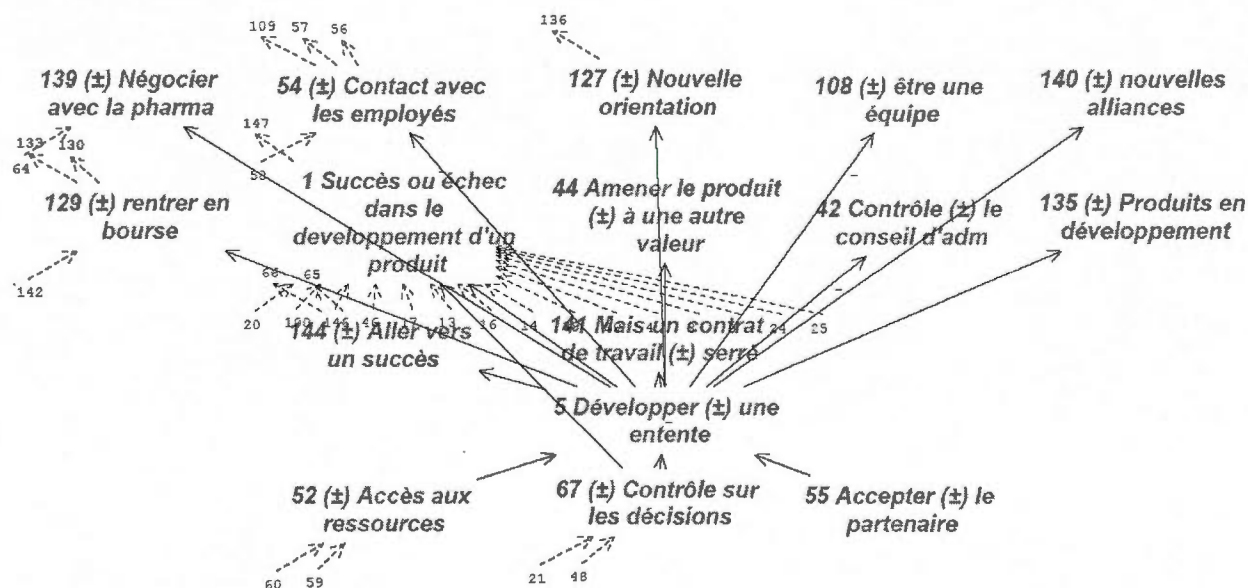 109 57 56 136
139 (±) Négocier
avec la pharma
54 (±) Contact avec
les employés
127 (±) Nouvelle
orientation
108 (±) être une
équipe
140 (±) nouvelles
alliances
133 130
64
147
53
129 (±) rentrer en
bourse
1 Succès ou échec
dans le
developpement d'un
produit
44 Amener le produit
(±) à une autre
valeur
42 Contrôle (±) le
conseil d'adm
135 (±) Produits en
développement
142
66 65
20 16 14 24 25
144 (±) Aller vers
un succès
141 Mais un contrat
de travail (±) serré
5 Développer (±) une
entente
52 (±) Accès aux
ressources
67 (±) Contrôle sur
les décisions
55 Accepter (±) le
partenaire
60 59
21 48